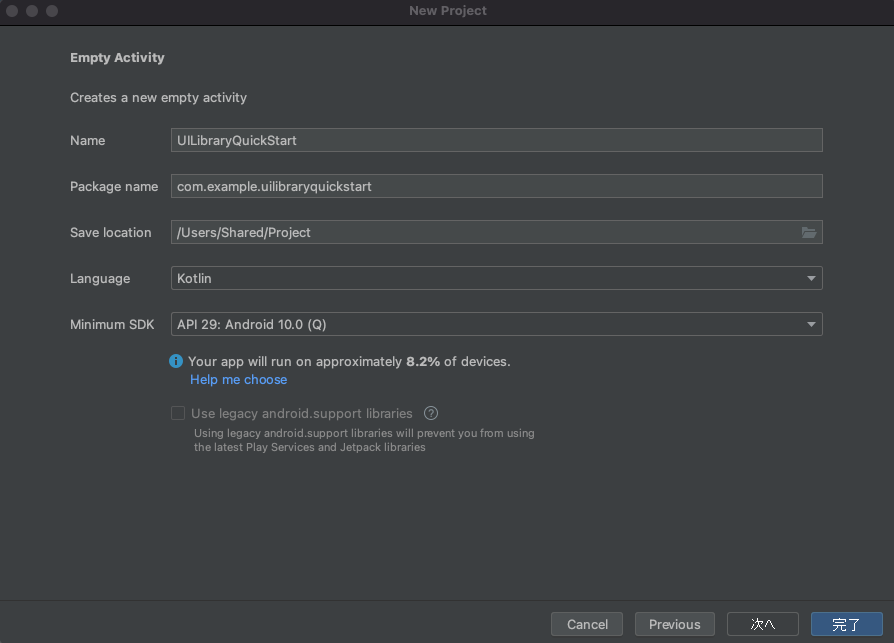 New Project
Empty Activity
Creates a new empty activity
Name UILibraryQuickStart
Package name com.example.uilibraryquickstart
Save location /Users/Shared/Project
Language Kotlin
Minimum SDK API 29: Android 10.0 (Q)
Your app will run on approximately 8.2% of devices.
Help me choose
Use legacy android.support libraries ?
Using legacy android.support libraries will prevent you from using
the latest Play Services and Jetpack libraries
Cancel Previous 次へ 完了